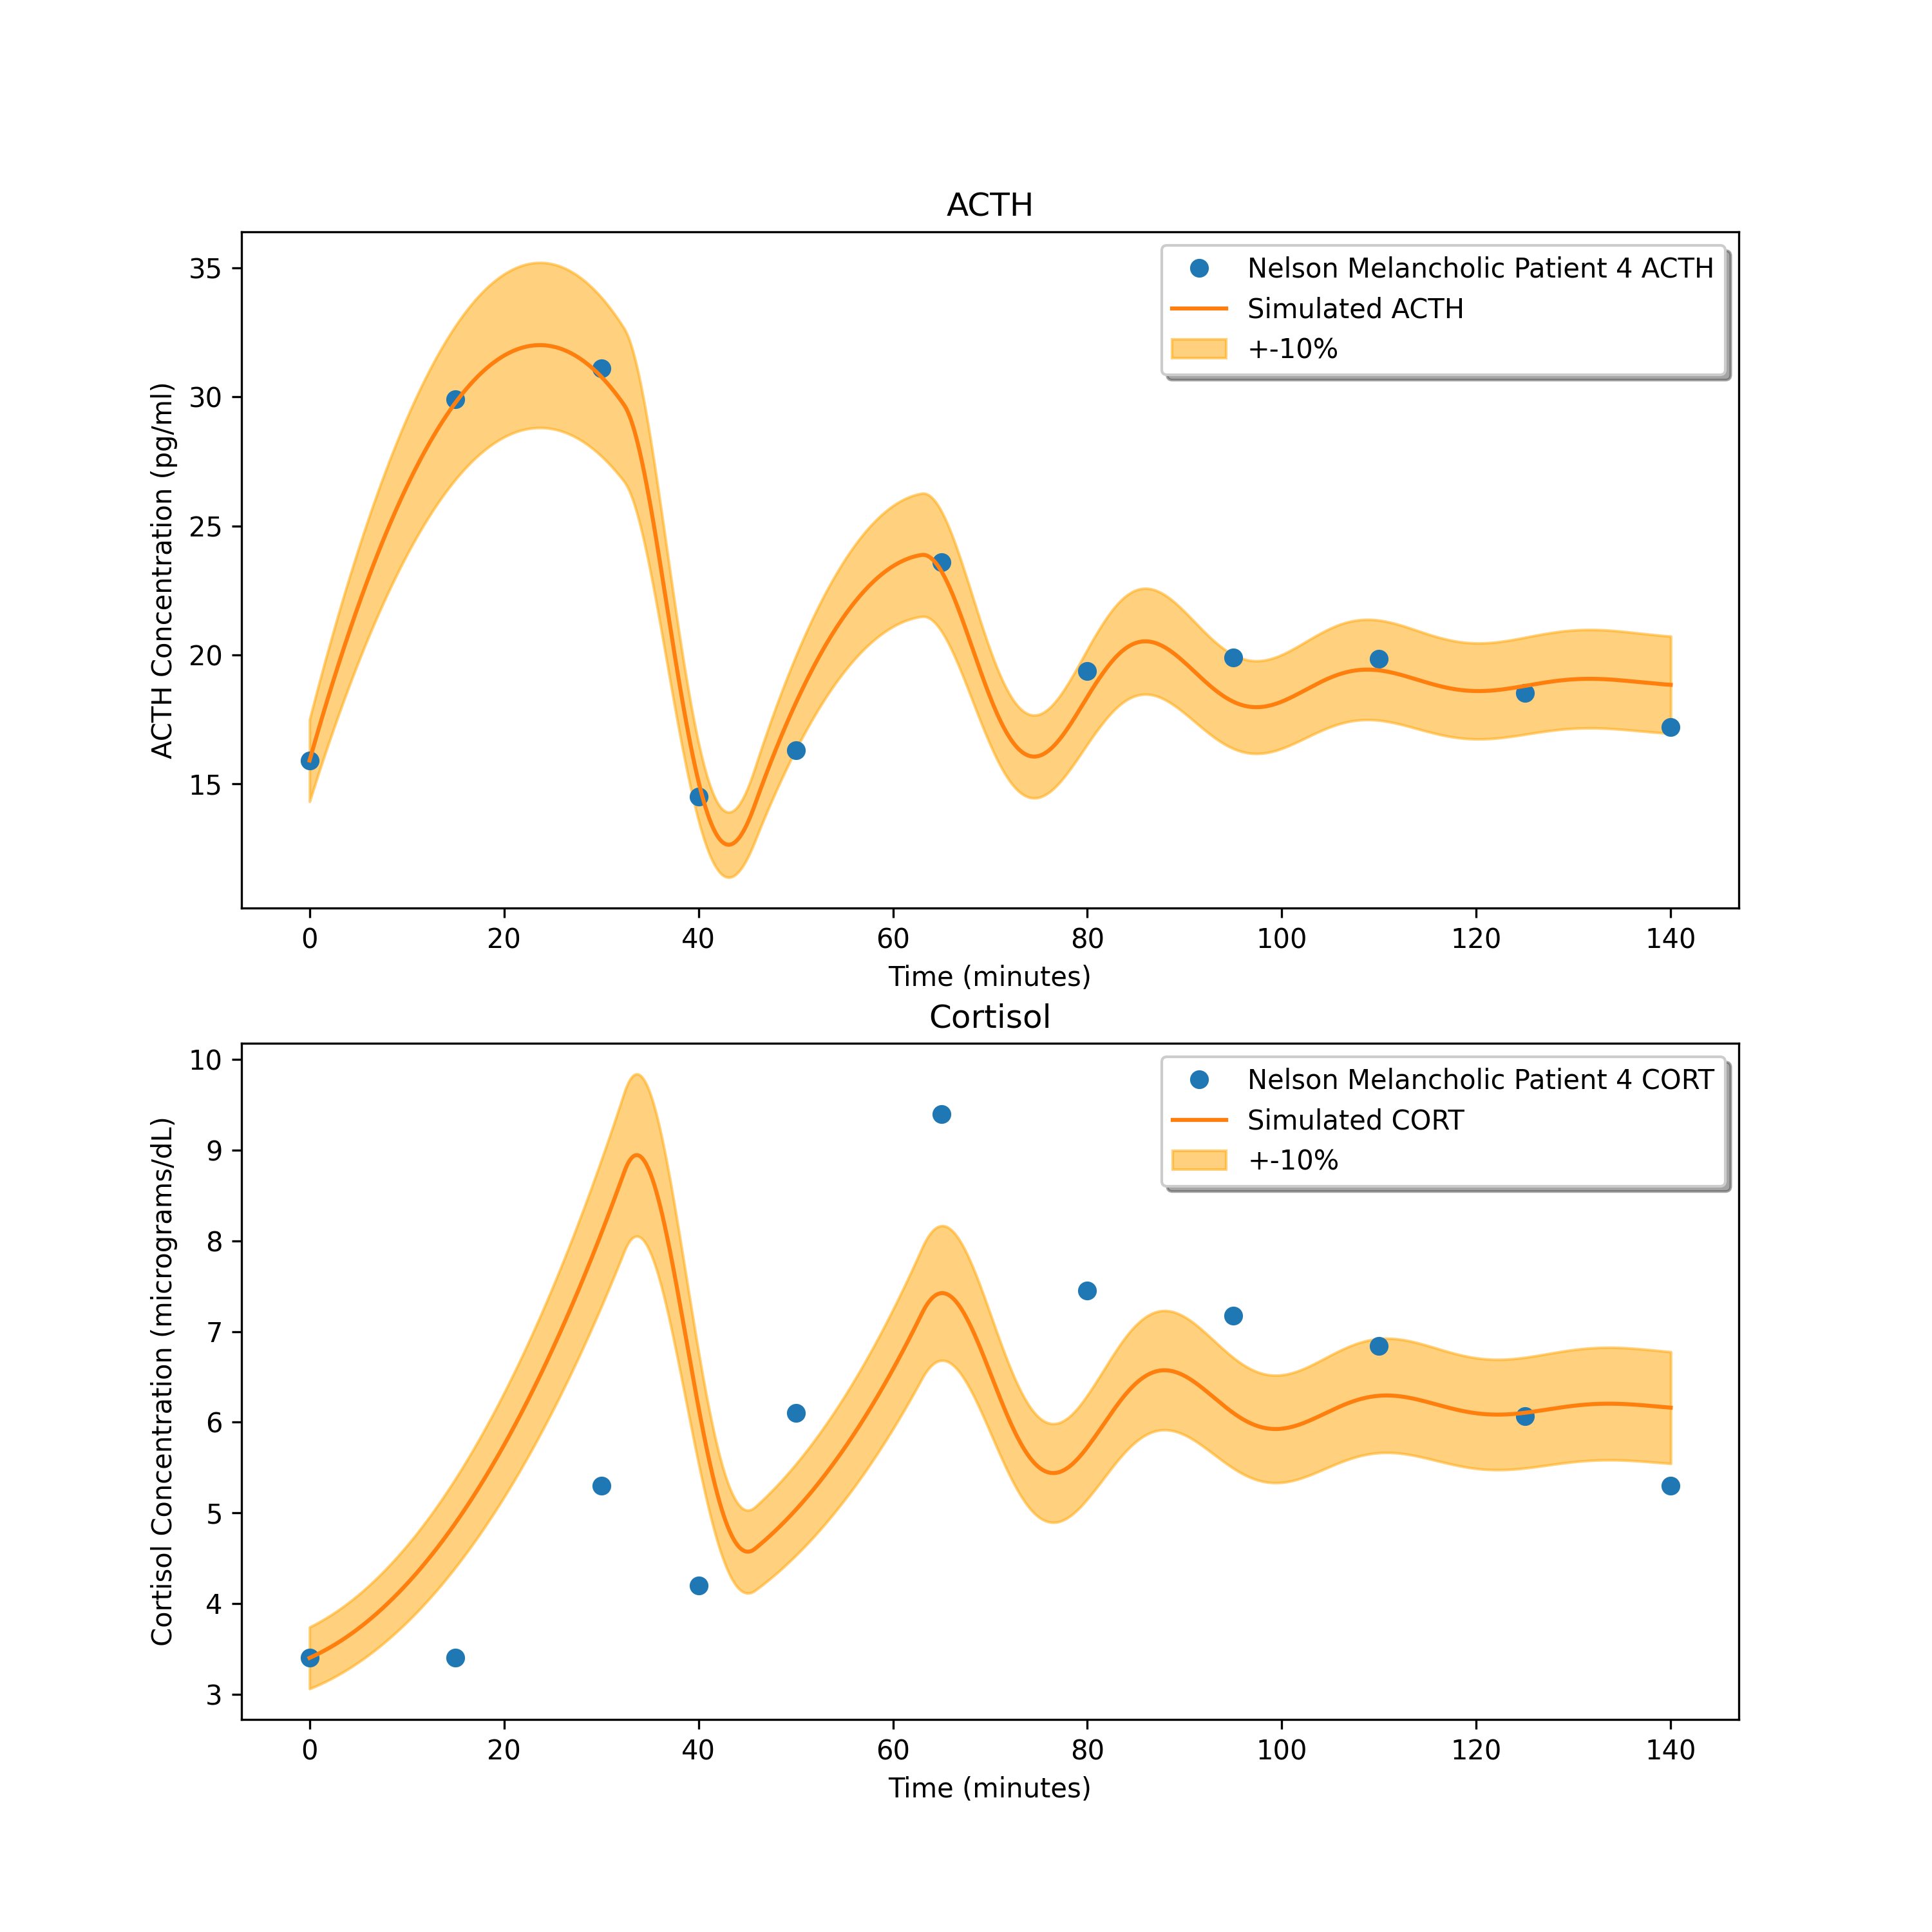 ACTH
Nelson Melancholic Patient 4 ACTH
Simulated ACTH
+-10%
ACTH Concentration (pg/ml)
35
30
25
20
15
0 20 40 60 80 100 120 140
Time (minutes)
Cortisol
Nelson Melancholic Patient 4 CORT
Simulated CORT
+-10%
Cortisol Concentration (micrograms/dL)
10
9
8
7
6
5
4
3
0 20 40 60 80 100 120 140
Time (minutes)